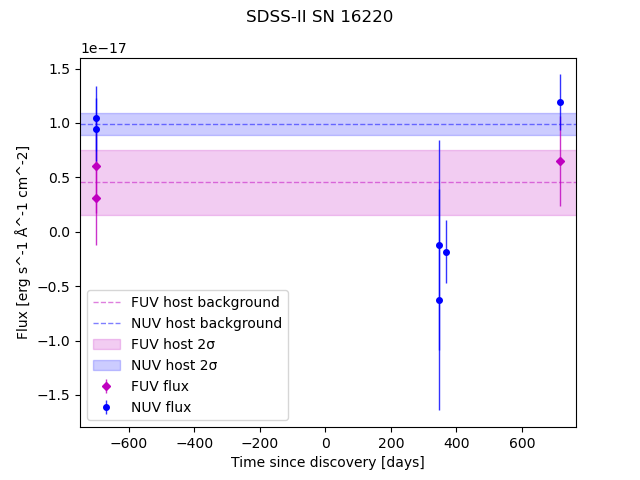 SDSS-II SN 16220
1e−17
1.5
1.0
0.5
0.0
−0.5
−1.0
−1.5
Flux [erg s^-1 Å^-1 cm^-2]
FUV host background
NUV host background
FUV host 2σ
NUV host 2σ
FUV flux
NUV flux
−600 −400 −200 0 200 400 600
Time since discovery [days]